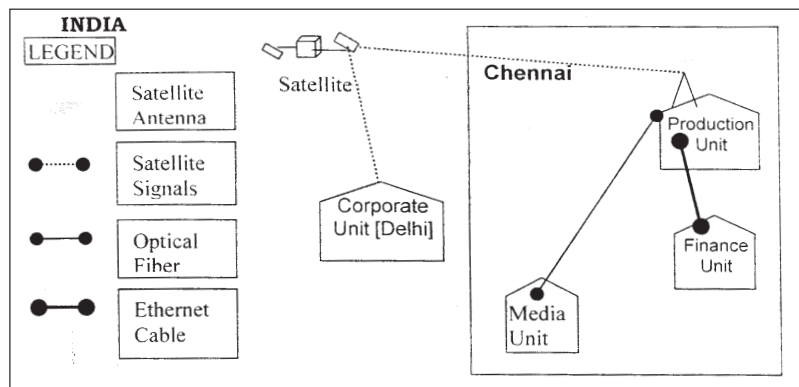 INDIA
LEGEND
Satellite
Antenna
Satellite
Signals
Optical
Fiber
Ethernet
Cable
Satellite
Corporate
Unit [Delhi]
Chennai
Production
Unit
Finance
Unit
Media
Unit